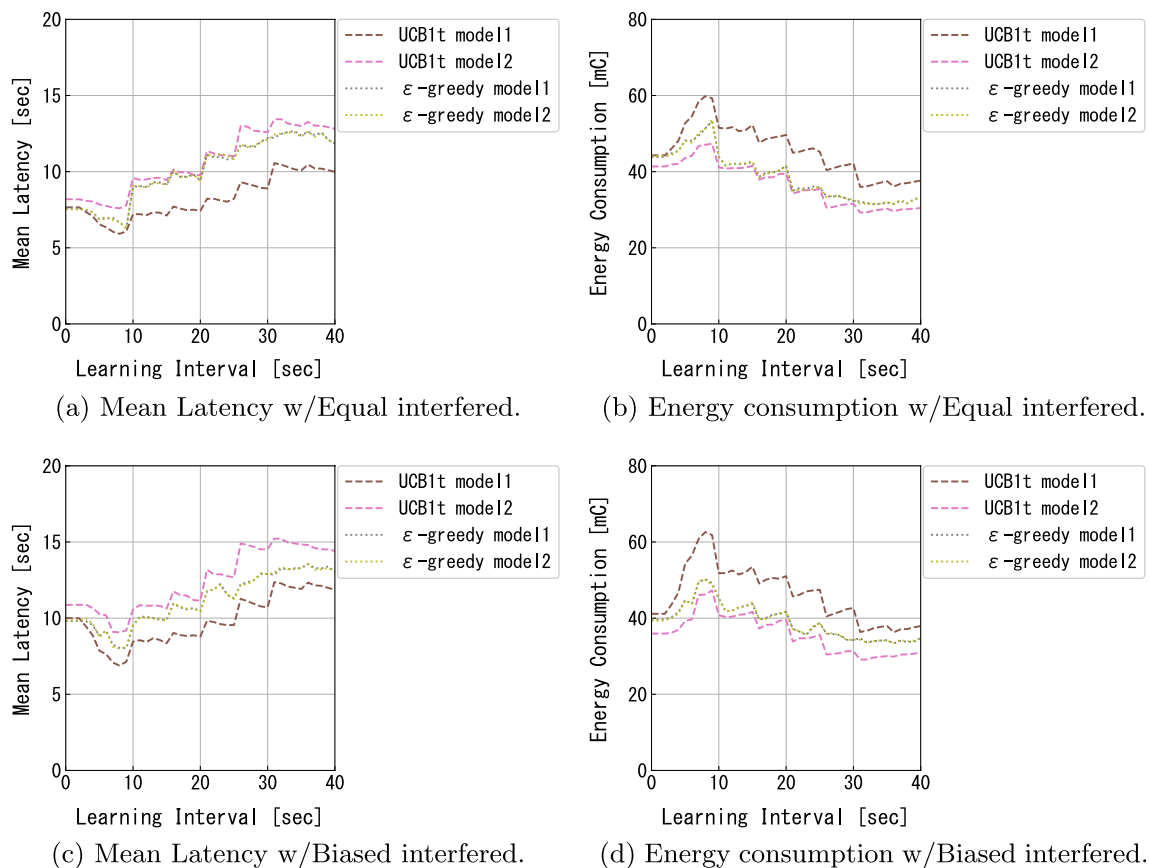 20
15
10
5
0
0 10 20 30 40
Mean Latency [sec]
Learning Interval [sec]
UCB1t model1
UCB1t model2
ε-greedy model1
ε-greedy model2
(a) Mean Latency w/Equal interfered.
80
60
40
20
0
0 10 20 30 40
Energy Consumption [mC]
Learning Interval [sec]
UCB1t model1
UCB1t model2
ε-greedy model1
ε-greedy model2
(b) Energy consumption w/Equal interfered.
20
15
10
5
0
0 10 20 30 40
Mean Latency [sec]
Learning Interval [sec]
UCB1t model1
UCB1t model2
ε-greedy model1
ε-greedy model2
(c) Mean Latency w/Biased interfered.
80
60
40
20
0
0 10 20 30 40
Energy Consumption [mC]
Learning Interval [sec]
UCB1t model1
UCB1t model2
ε-greedy model1
ε-greedy model2
(d) Energy consumption w/Biased interfered.